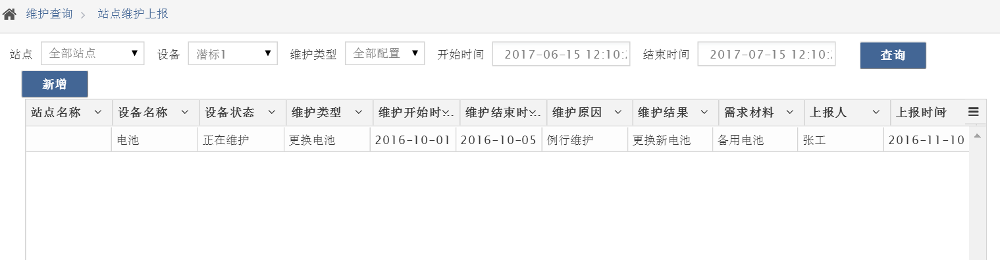 维护查询 > 站点维护上报
站点 全部站点 设备 潜标1 维护类型 全部配置 开始时间 2017-06-15 12:10: 结束时间 2017-07-15 12:10: 查询
新增
站点名称 设备名称 设备状态 维护类型 维护开始时... 维护结束时... 维护原因 维护结果 需求材料 上报人 上报时间
电池 正在维护 更换电池 2016-10-01 2016-10-05 例行维护 更换新电池 备用电池 张工 2016-11-10